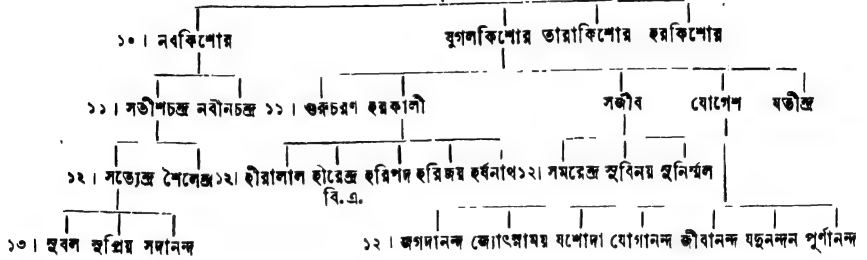 ১০। নবকিশোর যুগলকিশোর তারাকিশোর হরকিশোর
১১। সতীশচন্দ্র নবীনচন্দ্র ১১। গুরুচরণ হরকালী সজীব যোগেশ যতীন্দ্র
১২। সত্যেন্দ্র শৈলেন্দ্র ১২। হীরালাল হীরেন্দ্র হরিপদ হরিজয় হর্ষনাথ ১২। সমরেন্দ্র সুবিনয় সুনির্ম্মল
বি. এ.
১৩। সুবল সুপ্রিয় সদানন্দ ১২। জগদানন্দ জ্যোৎস্নাময় যশোদা যোগানন্দ জীবানন্দ যদুনন্দন পূর্ণানন্দ